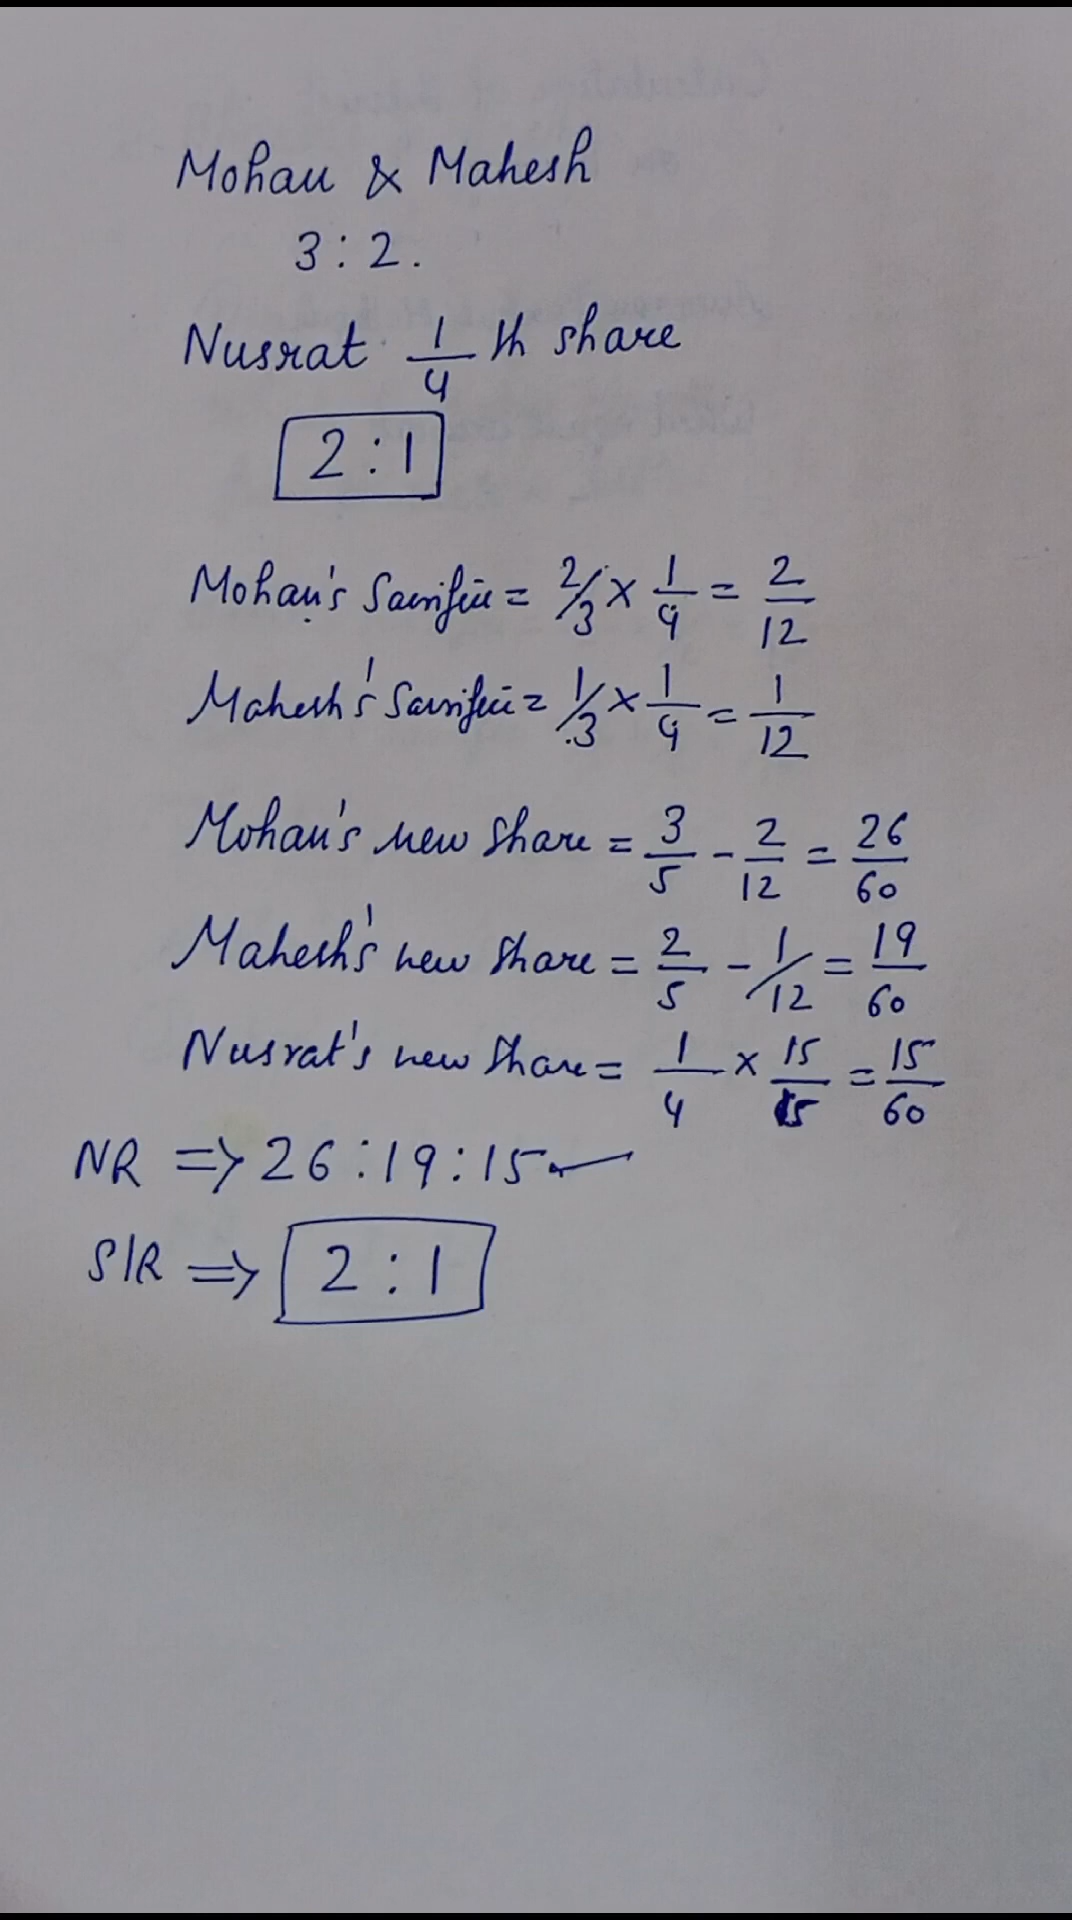 Mohan & Mahesh
3 : 2.
Nusrat 1/4 th share
2 : 1
Mohan's Sacrifice = 2/3 × 1/4 = 2/12
Mahesh's Sacrifice = 1/3 × 1/4 = 1/12
Mohan's new Share = 3/5 - 2/12 = 26/60
Mahesh's new Share = 2/5 - 1/12 = 19/60
Nusrat's new Share = 1/4 × 15/15 = 15/60
NR ⇒ 26 : 19 : 15
S/R ⇒ 2 : 1